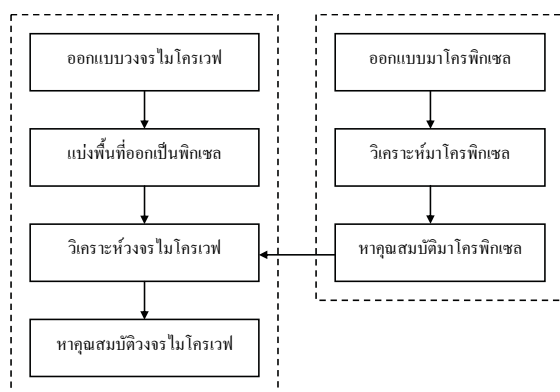 ออกแบบวงจรไมโครเวฟ
แบ่งพื้นที่ออกเป็นพิกเซล
วิเคราะห์วงจรไมโครเวฟ
หาคุณสมบัติวงจรไมโครเวฟ
ออกแบบมาโครพิกเซล
วิเคราะห์มาโครพิกเซล
หาคุณสมบัติมาโครพิกเซล